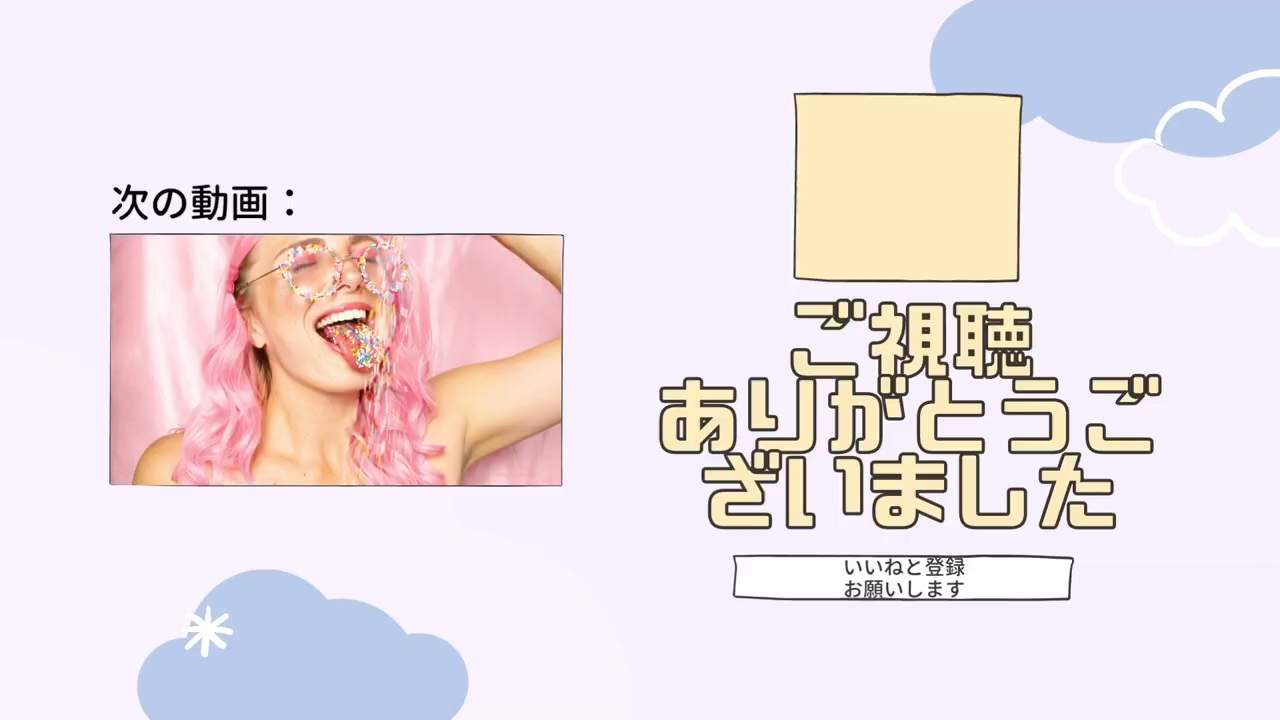 次の動画：
ご視聴
ありがとうご
ざいました
いいねと登録
お願いします